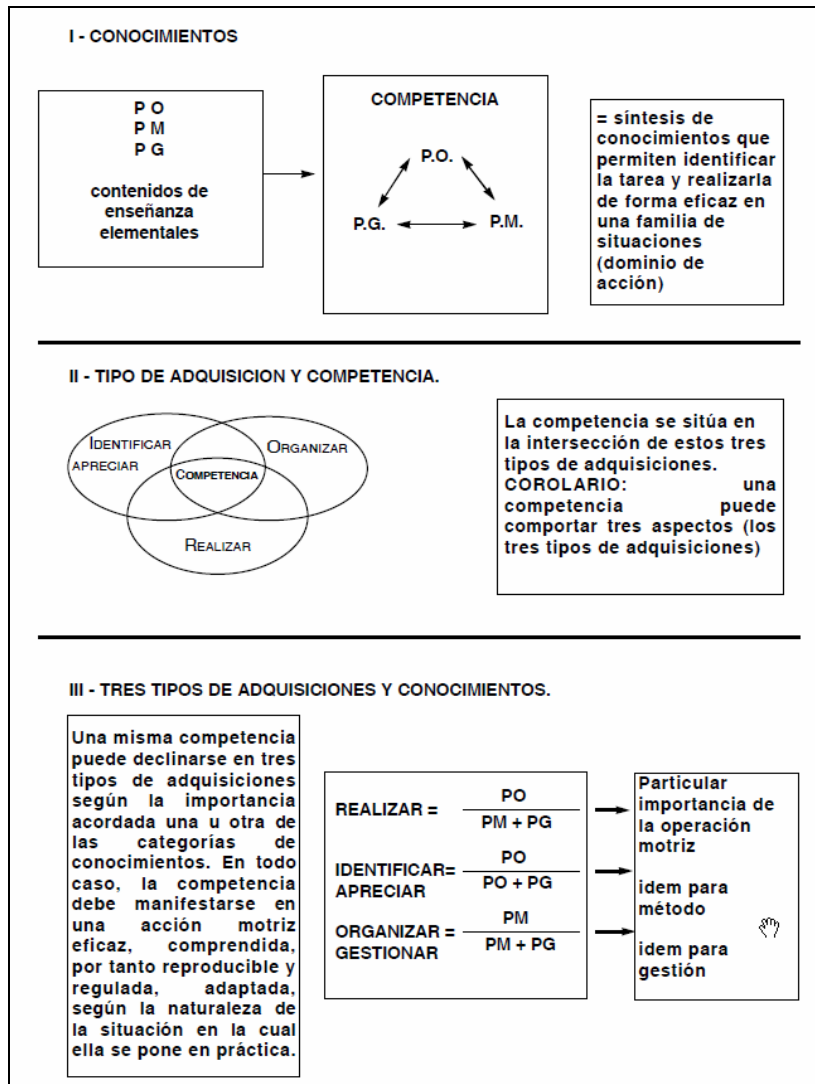 I - CONOCIMIENTOS
P O
P M
P G
contenidos de
enseñanza
elementales
COMPETENCIA
P.O.
P.G.
P.M.
= síntesis de
conocimientos que
permiten identificar
la tarea y realizarla
de forma eficaz en
una familia de
situaciones
(dominio de
acción)
II - TIPO DE ADQUISICION Y COMPETENCIA.
IDENTIFICAR
APRECIAR
ORGANIZAR
COMPETENCIA
REALIZAR
La competencia se sitúa en
la intersección de estos tres
tipos de adquisiciones.
COROLARIO: una
competencia puede
comportar tres aspectos (los
tres tipos de adquisiciones)
III - TRES TIPOS DE ADQUISICIONES Y CONOCIMIENTOS.
Una misma competencia
puede declinarse en tres
tipos de adquisiciones
según la importancia
acordada una u otra de
las categorías de
conocimientos. En todo
caso, la competencia
debe manifestarse en
una acción motriz
eficaz, comprendida,
por tanto reproducible y
regulada, adaptada,
según la naturaleza de
la situación en la cual
ella se pone en práctica.
REALIZAR =
PO
PM + PG
IDENTIFICAR=
APRECIAR
PO
PO + PG
ORGANIZAR =
GESTIONAR
PM
PM + PG
Particular
importancia de
la operación
motriz
idem para
método
idem para
gestión